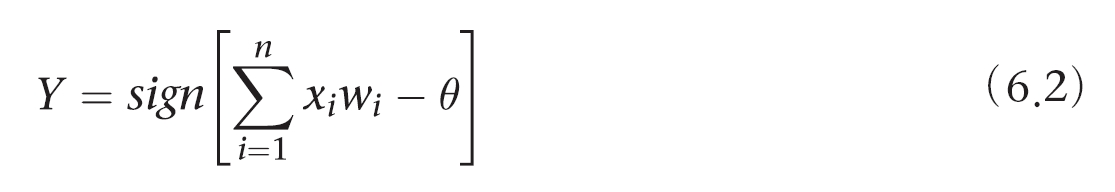 Y = sign[∑_{i=1}^{n} x_i w_i − θ] (6.2)